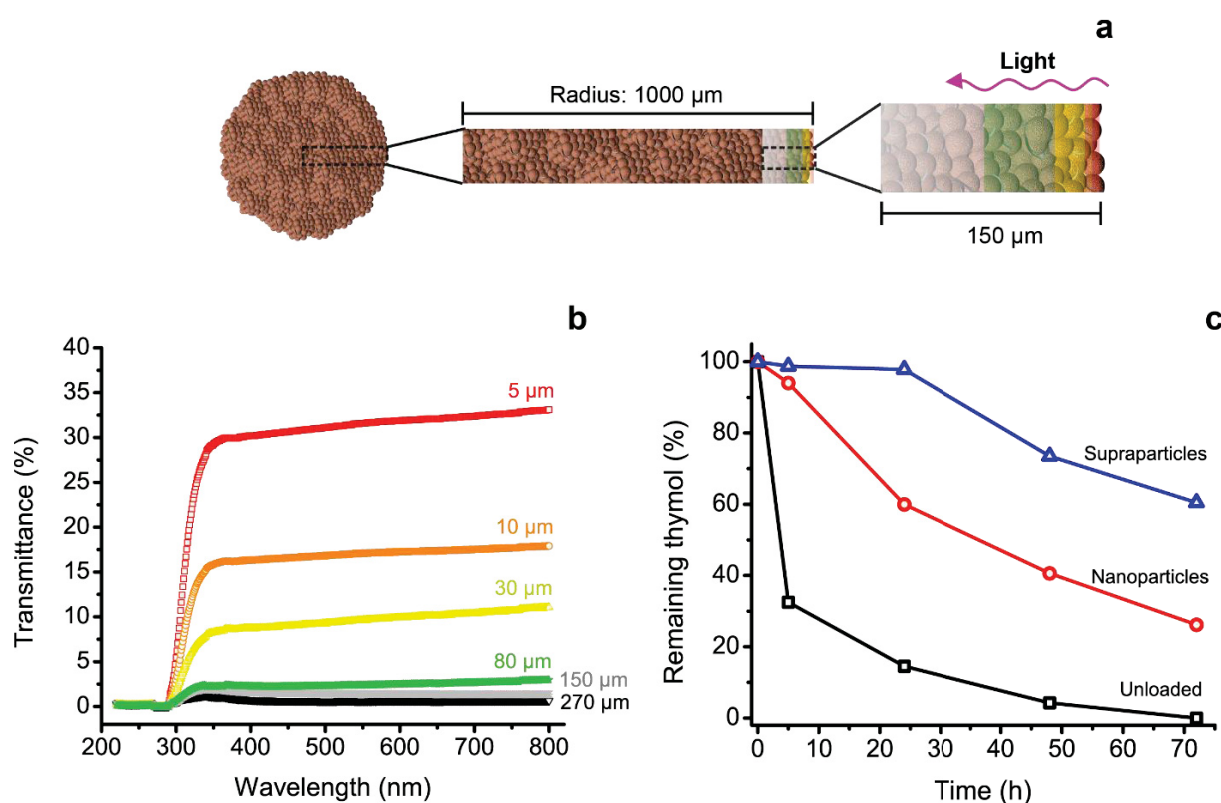 a
Light
Radius: 1000 µm
150 µm
b
40
35
30
25
20
15
10
5
0
Transmittance (%)
5 µm
10 µm
30 µm
80 µm
150 µm
270 µm
200 300 400 500 600 700 800
Wavelength (nm)
c
100
80
60
40
20
0
Remaining thymol (%)
Supraparticles
Nanoparticles
Unloaded
0 10 20 30 40 50 60 70
Time (h)